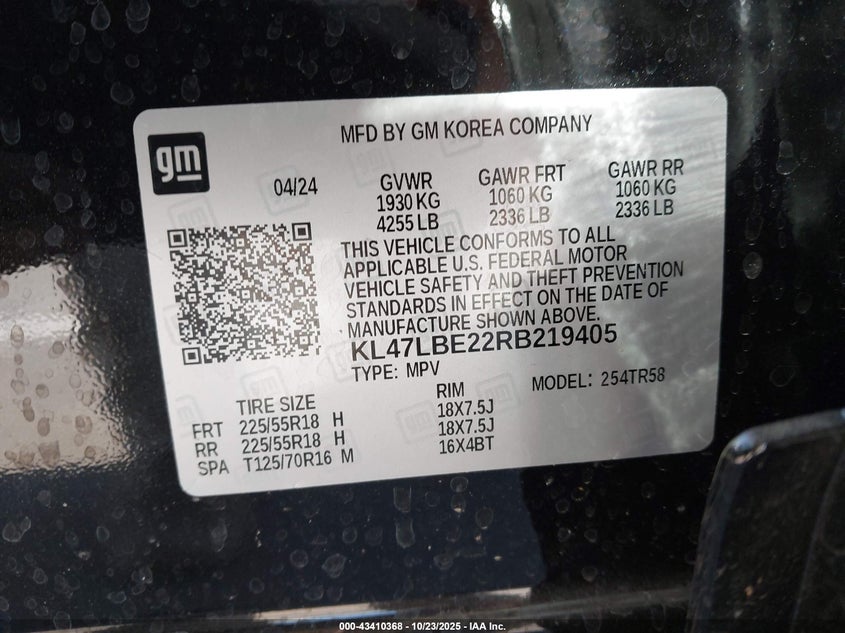 gm
MFD BY GM KOREA COMPANY
04/24
GVWR GAWR FRT GAWR RR
1930 KG 1060 KG 1060 KG
4255 LB 2336 LB 2336 LB
THIS VEHICLE CONFORMS TO ALL
APPLICABLE U.S. FEDERAL MOTOR
VEHICLE SAFETY AND THEFT PREVENTION
STANDARDS IN EFFECT ON THE DATE OF
MANUFACTURE SHOWN ABOVE.
KL47LBE22RB219405
TYPE: MPV MODEL: 254TR58
TIRE SIZE RIM
FRT 225/55R18 H 18X7.5J
RR 225/55R18 H 18X7.5J
SPA T125/70R16 M 16X4BT
000-43410368 - 10/23/2025 - IAA Inc.